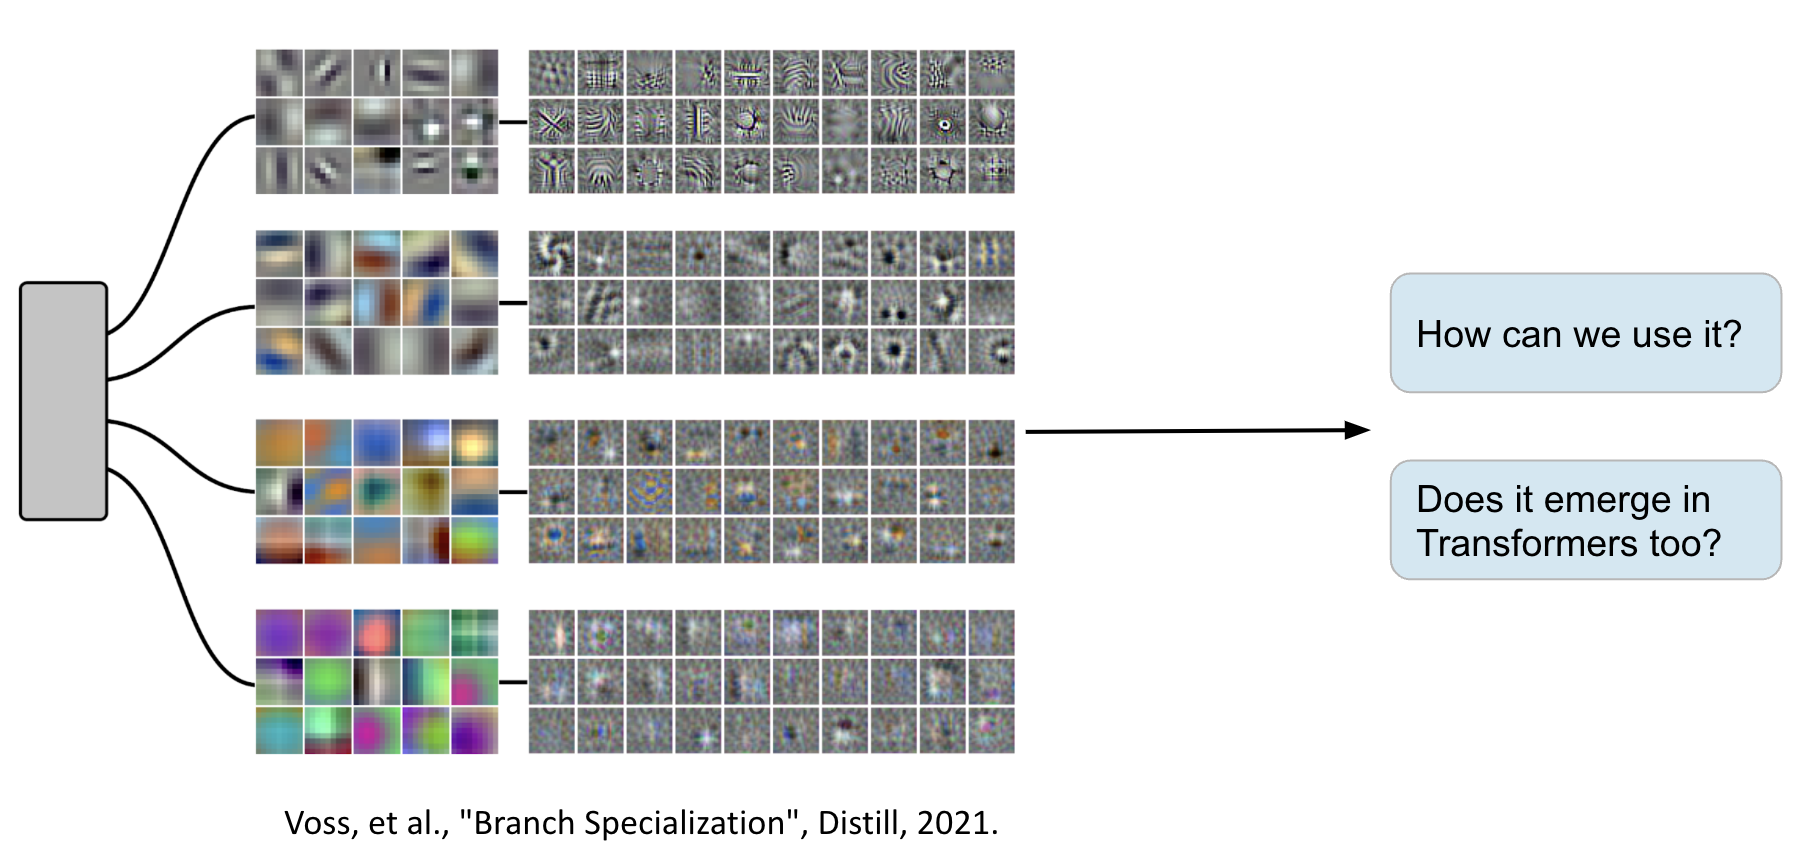 How can we use it?
Does it emerge in
Transformers too?
Voss, et al., "Branch Specialization", Distill, 2021.